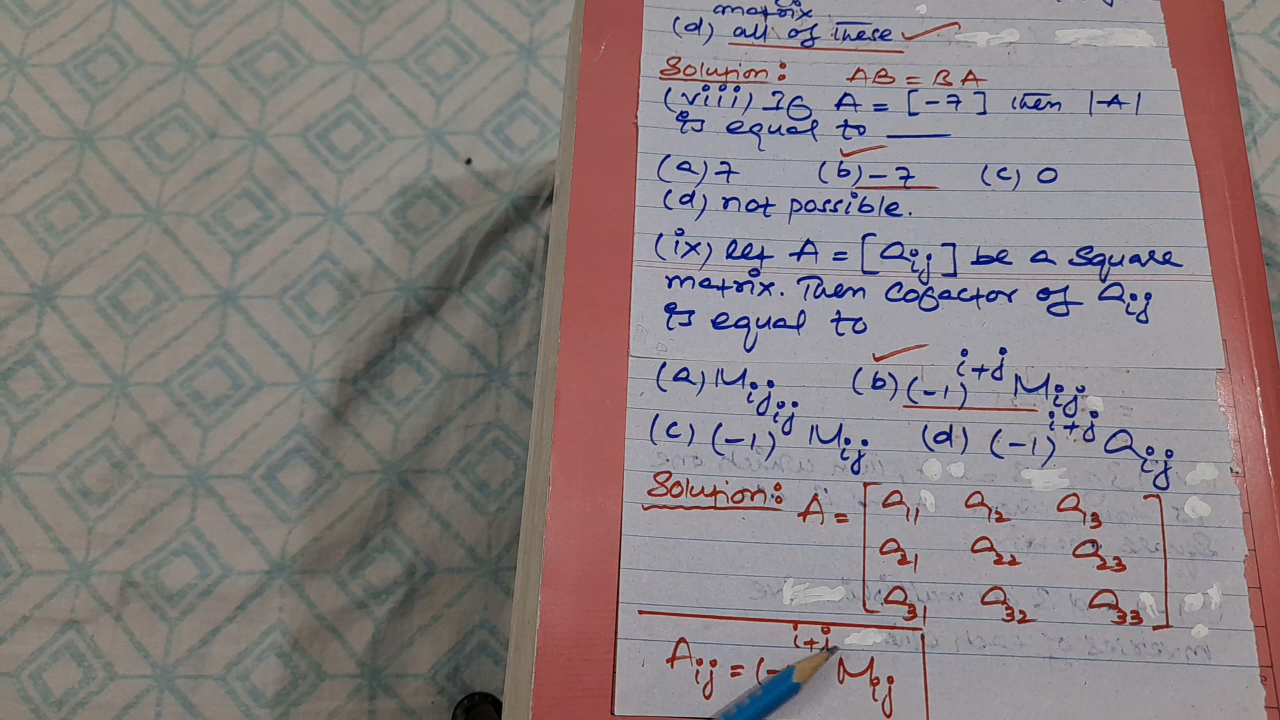 matrix
(d) all of these
Solution: AB = BA
(viii) If A = [-7] then |-A|
is equal to ___
(a) 7 (b) -7 (c) 0
(d) not possible.
(ix) let A = [aij] be a square
matrix. Then cofactor of aij
is equal to
(a) Mij (b) (-1)^i+j Mij
(c) (-1)^ij Mij (d) (-1)^i+j aij
Solution: A = [a11 a12 a13
a21 a22 a23
a31 a32 a33]
Aij = (- i+j Mij